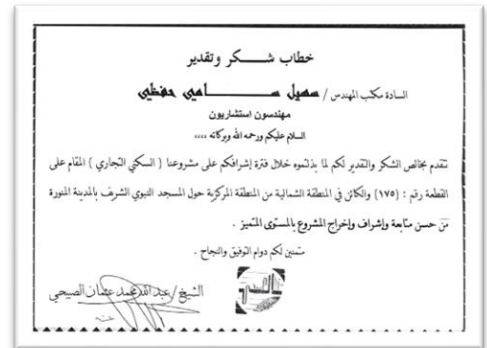 خطاب شـــكر وتقدير
السادة مكتب المهندس / سهيل ســــامي حفظي
مهندسون استشاريون
السلام عليكم ورحمه الله وبركاته ،،،،
نتقدم بخالص الشكر والتقدير لكم لما بذلتموه خلال فترة إشرافكم على مشروعنا ( السكني التجاري ) المقام على
القطعة رقم : (١٧٥) والكائن في المنطقة الشمالية من المنطقة المركزية حول المسجد النبوي الشريف بالمدينة المنورة
من حسن متابعة وإشراف وإخراج المشروع بالمستوى المتميز .
متمنين لكم دوام التوفيق والنجاح .
الشيخ / عبد الله محمد عثمان الصبيحي